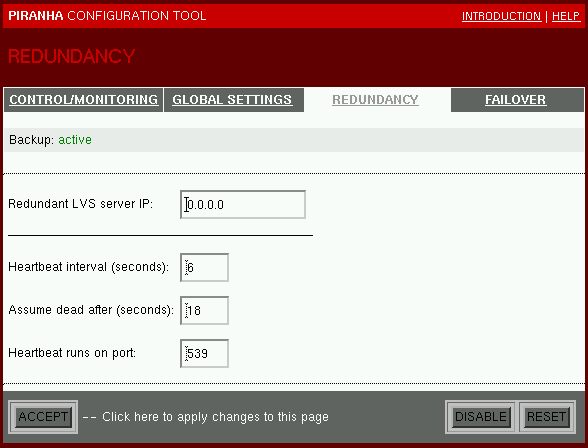 PIRANHA CONFIGURATION TOOL INTRODUCTION | HELP
REDUNDANCY
CONTROL/MONITORING GLOBAL SETTINGS REDUNDANCY FAILOVER
Backup: active
Redundant LVS server IP: 0.0.0.0
Heartbeat interval (seconds): 6
Assume dead after (seconds): 18
Heartbeat runs on port: 539
ACCEPT -- Click here to apply changes to this page DISABLE RESET